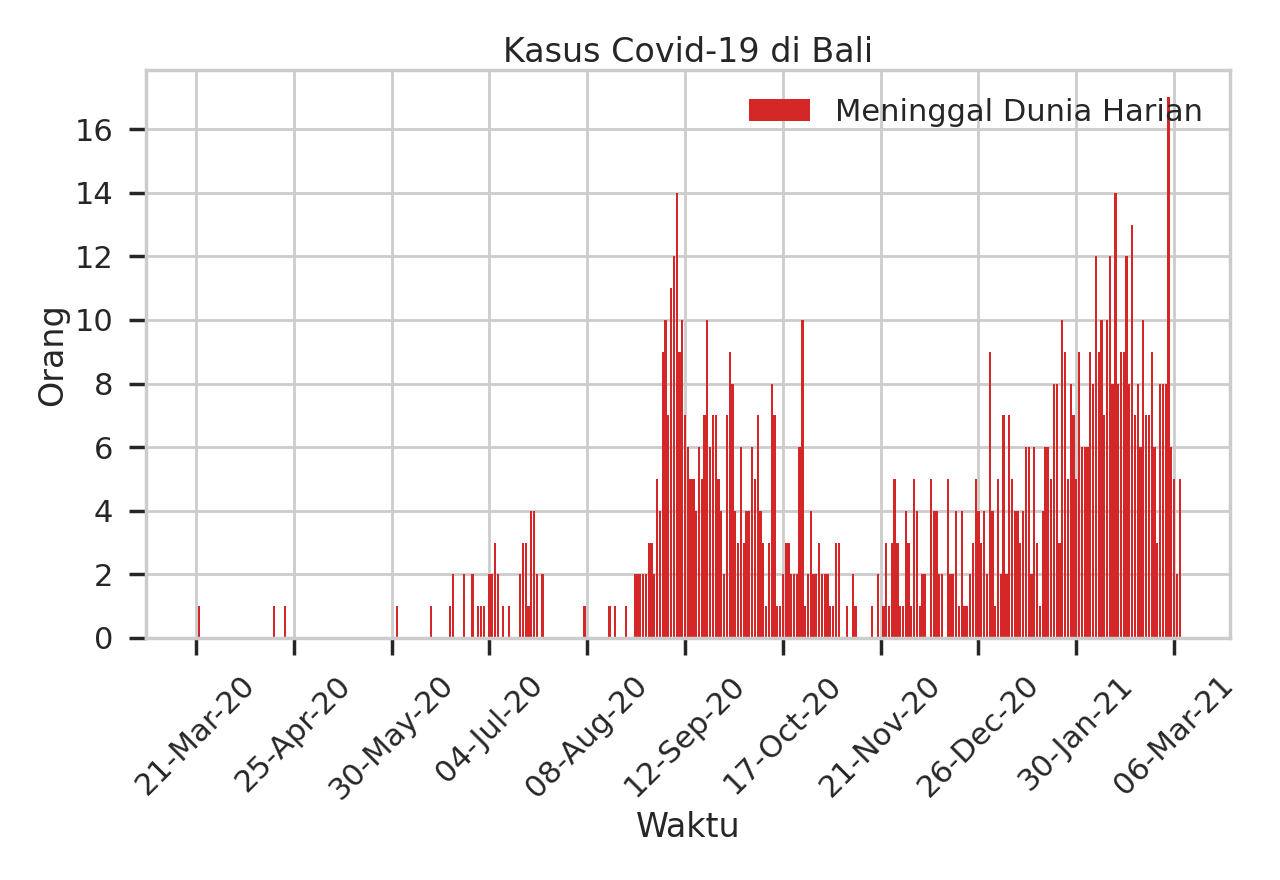 Kasus Covid-19 di Bali
Meninggal Dunia Harian
16
14
12
10
8
6
4
2
0
Orang
21-Mar-20
25-Apr-20
30-May-20
04-Jul-20
08-Aug-20
12-Sep-20
17-Oct-20
21-Nov-20
26-Dec-20
30-Jan-21
06-Mar-21
Waktu